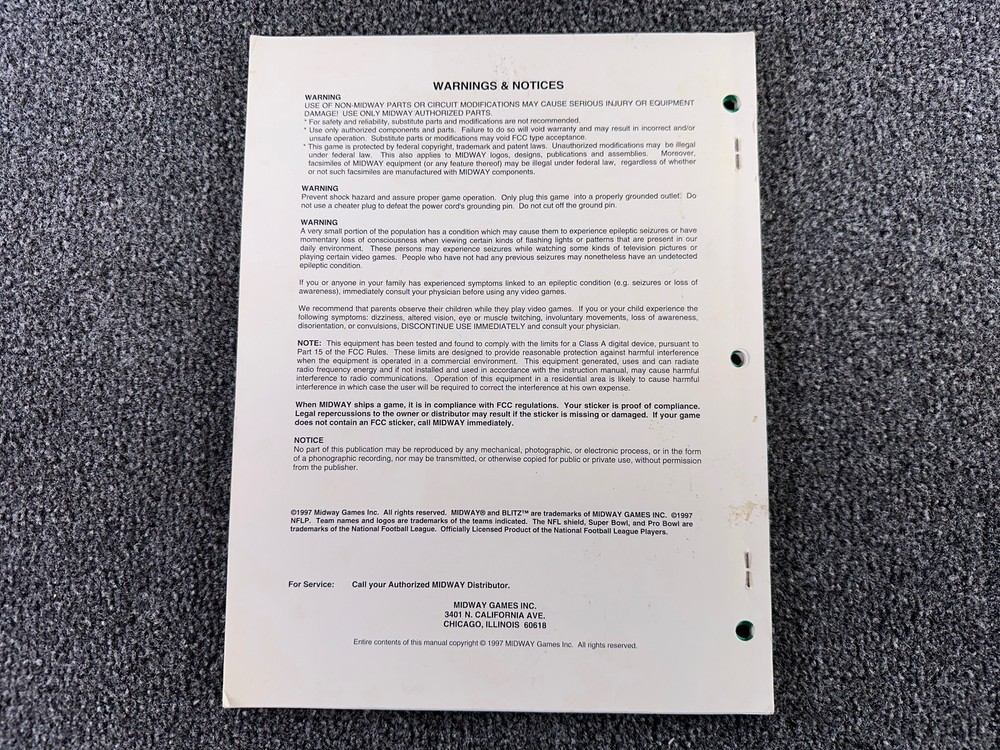 WARNINGS & NOTICES
WARNING
USE OF NON-MIDWAY PARTS OR CIRCUIT MODIFICATIONS MAY CAUSE SERIOUS INJURY OR EQUIPMENT
DAMAGE! USE ONLY MIDWAY AUTHORIZED PARTS.
* For safety and reliability, substitute parts and modifications are not recommended.
* Use only authorized components and parts. Failure to do so will void warranty and may result in incorrect and/or
unsafe operation. Substitute parts or modifications may void FCC type acceptance.
* This game is protected by federal copyright, trademark and patent laws. Unauthorized modifications may be illegal
under federal law. This also applies to MIDWAY logos, designs, publications and assemblies. Moreover,
facsimiles of MIDWAY equipment (or any feature thereof) may be illegal under federal law, regardless of whether
or not such facsimiles are manufactured with MIDWAY components.
WARNING
Prevent shock hazard and assure proper game operation. Only plug this game into a properly grounded outlet. Do
not use a cheater plug to defeat the power cord's grounding pin. Do not cut off the ground pin.
WARNING
A very small portion of the population has a condition which may cause them to experience epileptic seizures or have
momentary loss of consciousness when viewing certain kinds of flashing lights or patterns that are present in our
daily environment. These persons may experience seizures while watching some kinds of television pictures or
playing certain video games. People who have not had any previous seizures may nonetheless have an undetected
epileptic condition.
If you or anyone in your family has experienced symptoms linked to an epileptic condition (e.g. seizures or loss of
awareness), immediately consult your physician before using any video games.
We recommend that parents observe their children while they play video games. If you or your child experience the
following symptoms: dizziness, altered vision, eye or muscle twitching, involuntary movements, loss of awareness,
disorientation, or convulsions, DISCONTINUE USE IMMEDIATELY and consult your physician.
NOTE: This equipment has been tested and found to comply with the limits for a Class A digital device, pursuant to
Part 15 of the FCC Rules. These limits are designed to provide reasonable protection against harmful interference
when the equipment is operated in a commercial environment. This equipment generated, uses and can radiate
radio frequency energy and if not installed and used in accordance with the instruction manual, may cause harmful
interference to radio communications. Operation of this equipment in a residential area is likely to cause harmful
interference in which case the user will be required to correct the interference at his own expense.
When MIDWAY ships a game, it is in compliance with FCC regulations. Your sticker is proof of compliance.
Legal repercussions to the owner or distributor may result if the sticker is missing or damaged. If your game
does not contain an FCC sticker, call MIDWAY immediately.
NOTICE
No part of this publication may be reproduced by any mechanical, photographic, or electronic process, or in the form
of a phonographic recording, nor may be transmitted, or otherwise copied for public or private use, without permission
from the publisher.
©1997 Midway Games Inc. All rights reserved. MIDWAY® and BLITZ™ are trademarks of MIDWAY GAMES INC. ©1997
NFLP. Team names and logos are trademarks of the teams indicated. The NFL shield, Super Bowl, and Pro Bowl are
trademarks of the National Football League. Officially Licensed Product of the National Football League Players.
For Service: Call your Authorized MIDWAY Distributor.
MIDWAY GAMES INC.
3401 N. CALIFORNIA AVE.
CHICAGO, ILLINOIS 60618
Entire contents of this manual copyright © 1997 MIDWAY Games Inc. All rights reserved.